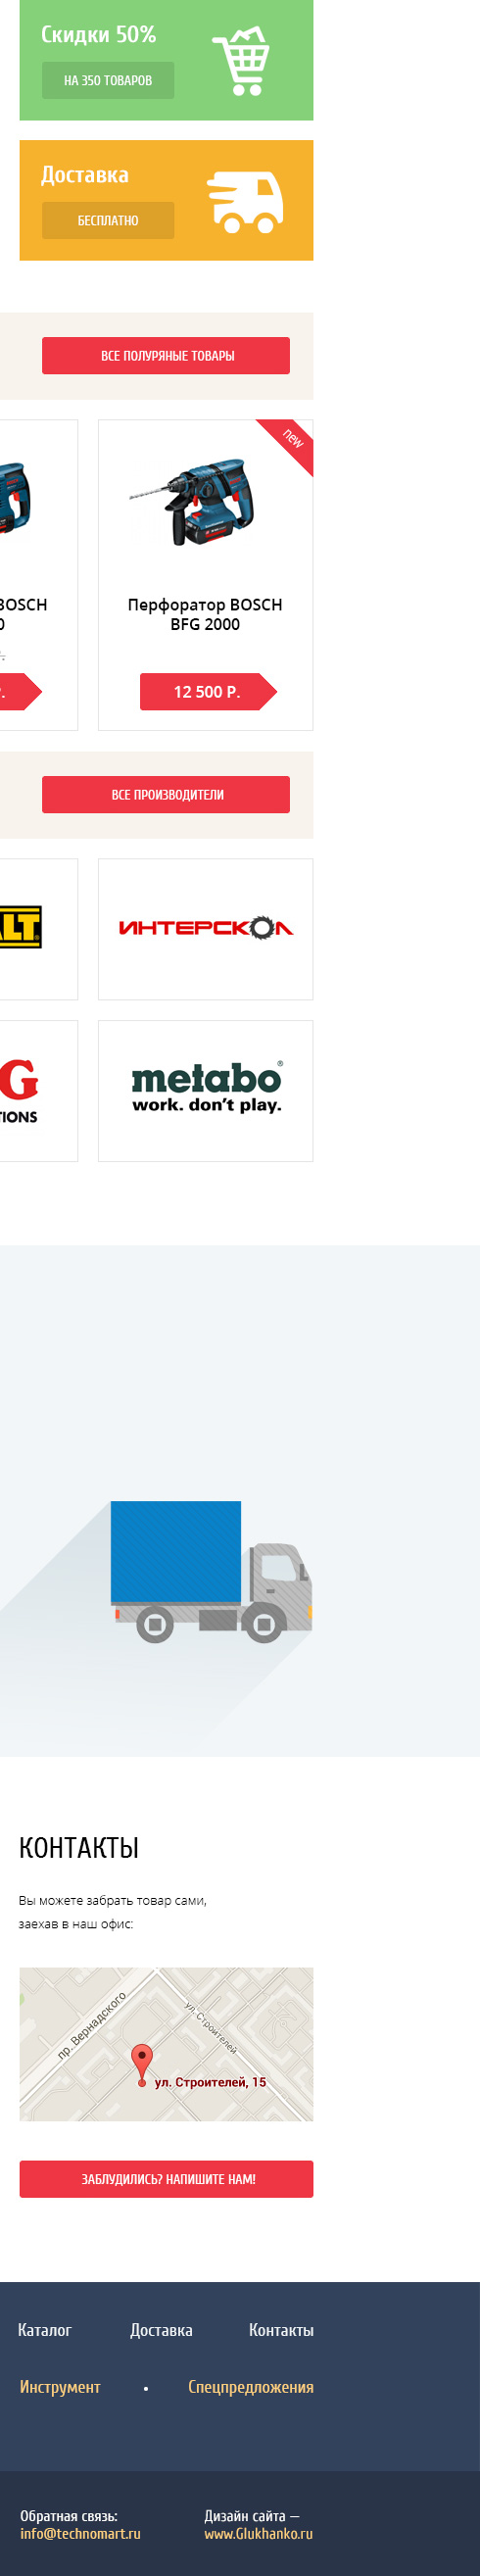 Скидки 50%
НА 350 ТОВАРОВ
Доставка
БЕСПЛАТНО
ВСЕ ПОЛУРЯНЫЕ ТОВАРЫ
new
BOSCH
Перфоратор BOSCH
BFG 2000
12 500 Р.
ВСЕ ПРОИЗВОДИТЕЛИ
ИНТЕРСКОЛ
metabo®
work. don't play.
КОНТАКТЫ
Вы можете забрать товар сами,
заехав в наш офис:
пр. Вернадского
ул. Строителей
ул. Строителей, 15
ЗАБЛУДИЛИСЬ? НАПИШИТЕ НАМ!
Каталог Доставка Контакты
Инструмент • Спецпредложения
Обратная связь: Дизайн сайта —
info@technomart.ru www.Glukhanko.ru